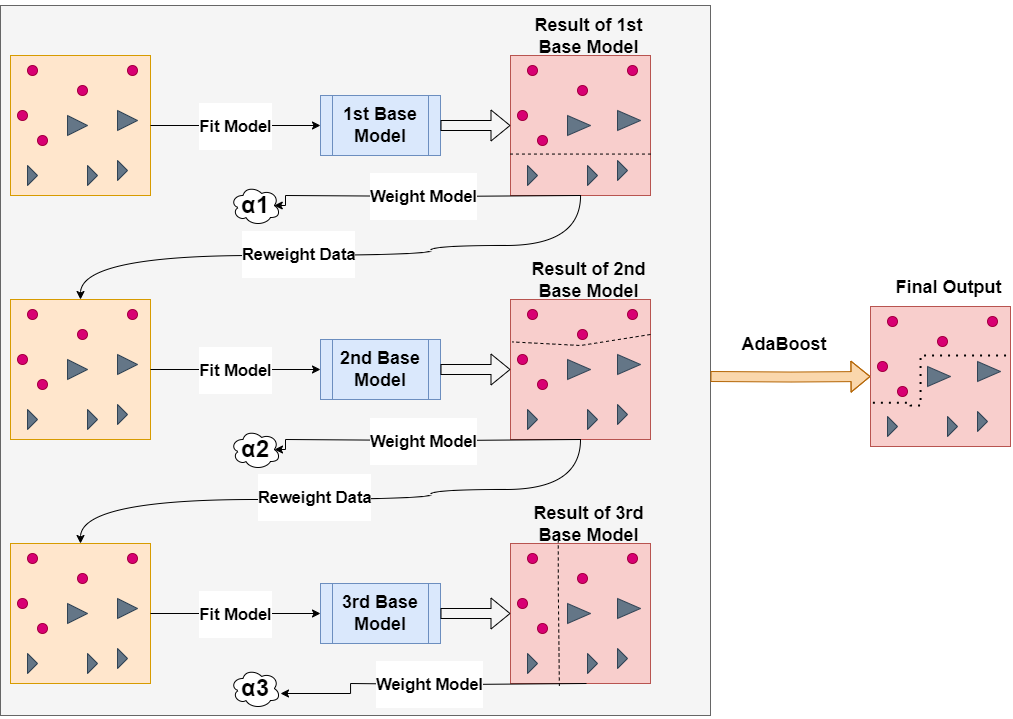 Result of 1st
Base Model
Fit Model
1st Base
Model
Weight Model
α1
Reweight Data
Result of 2nd
Base Model
Fit Model
2nd Base
Model
Weight Model
α2
Reweight Data
Result of 3rd
Base Model
Fit Model
3rd Base
Model
Weight Model
α3
AdaBoost
Final Output